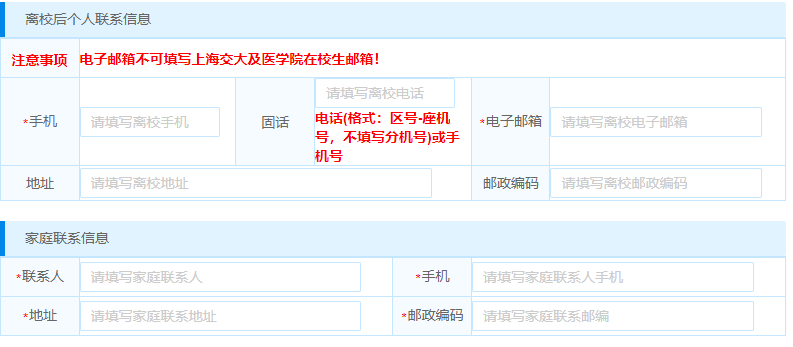 离校后个人联系信息
注意事项 电子邮箱不可填写上海交大及医学院在校生邮箱！
*手机 请填写离校手机 固话 请填写离校电话 *电子邮箱 请填写离校电子邮箱
电话(格式：区号-座机
号，不填写分机号)或手
机号
地址 请填写离校地址 邮政编码 请填写离校邮政编码
家庭联系信息
*联系人 请填写家庭联系人 *手机 请填写家庭联系人手机
*地址 请填写家庭联系地址 *邮政编码 请填写家庭联系邮编